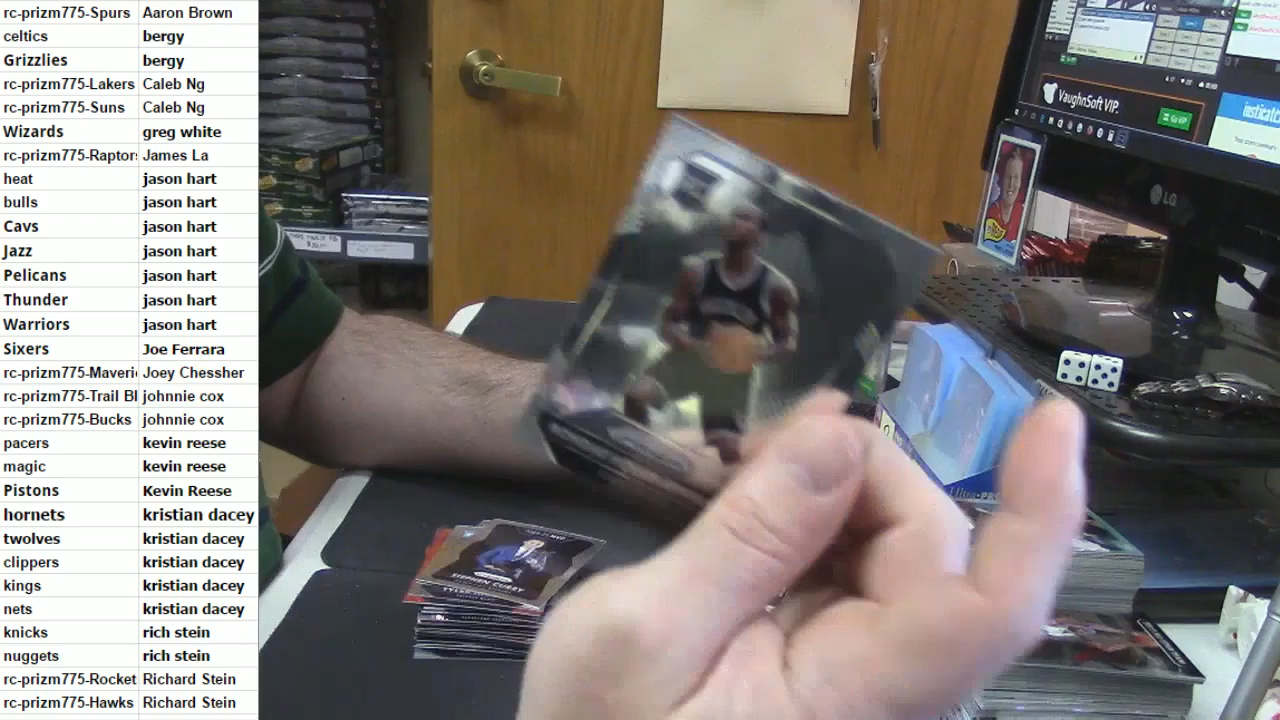 rc-prizm775-Spurs Aaron Brown
celtics bergy
Grizzlies bergy
rc-prizm775-Lakers Caleb Ng
rc-prizm775-Suns Caleb Ng
Wizards greg white
rc-prizm775-Raptor James La
heat jason hart
bulls jason hart
Cavs jason hart
Jazz jason hart
Pelicans jason hart
Thunder jason hart
Warriors jason hart
Sixers Joe Ferrara
rc-prizm775-Maveri Joey Chessher
rc-prizm775-Trail Bl johnnie cox
rc-prizm775-Bucks johnnie cox
pacers kevin reese
magic kevin reese
Pistons Kevin Reese
hornets kristian dacey
twolves kristian dacey
clippers kristian dacey
kings kristian dacey
nets kristian dacey
knicks rich stein
nuggets rich stein
rc-prizm775-Rocket Richard Stein
rc-prizm775-Hawks Richard Stein
VaughnSoft VIP.
Go VIP
LG
STEPHEN CURRY
TYLER